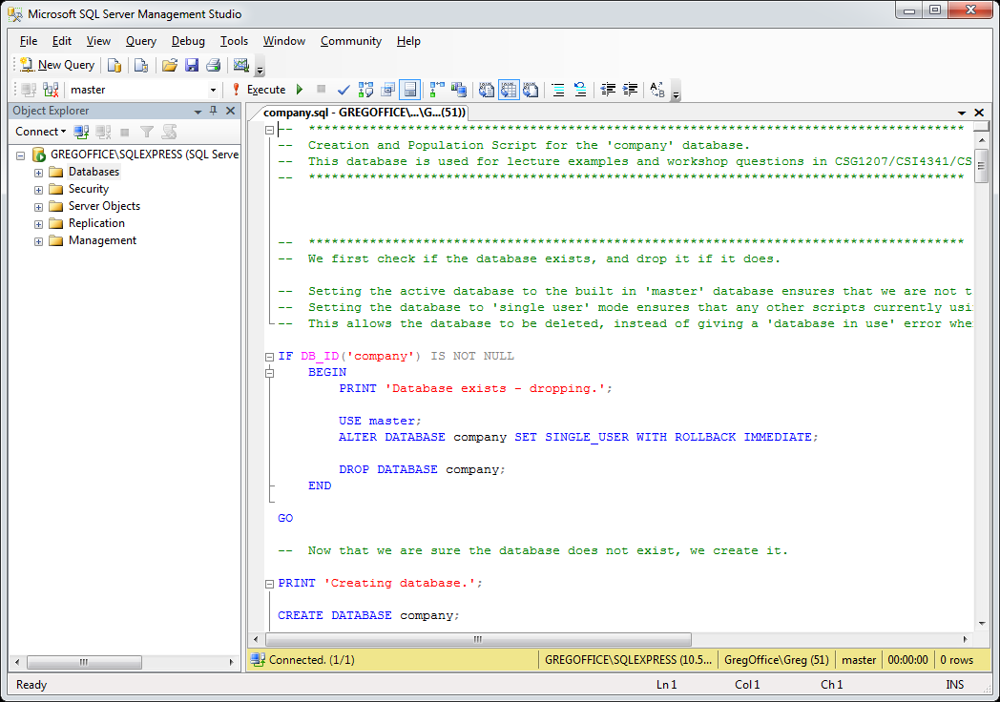 Microsoft SQL Server Management Studio
File Edit View Query Debug Tools Window Community Help
New Query
master
Execute
Object Explorer
Connect
GREGOFFICE\SQLEXPRESS (SQL Serve
Databases
Security
Server Objects
Replication
Management
company.sql - GREGOFFICE\...\G...(51))
-- **************************************************************************************
-- Creation and Population Script for the 'company' database.
-- This database is used for lecture examples and workshop questions in CSG1207/CSI4341/CS
-- **************************************************************************************
-- **************************************************************************************
-- We first check if the database exists, and drop it if it does.
-- Setting the active database to the built in 'master' database ensures that we are not t
-- Setting the database to 'single user' mode ensures that any other scripts currently usi
-- This allows the database to be deleted, instead of giving a 'database in use' error whe
IF DB_ID('company') IS NOT NULL
BEGIN
PRINT 'Database exists - dropping.';
USE master;
ALTER DATABASE company SET SINGLE_USER WITH ROLLBACK IMMEDIATE;
DROP DATABASE company;
END
GO
-- Now that we are sure the database does not exist, we create it.
PRINT 'Creating database.';
CREATE DATABASE company;
Connected. (1/1) GREGOFFICE\SQLEXPRESS (10.5... GregOffice\Greg (51) master 00:00:00 0 rows
Ready Ln 1 Col 1 Ch 1 INS